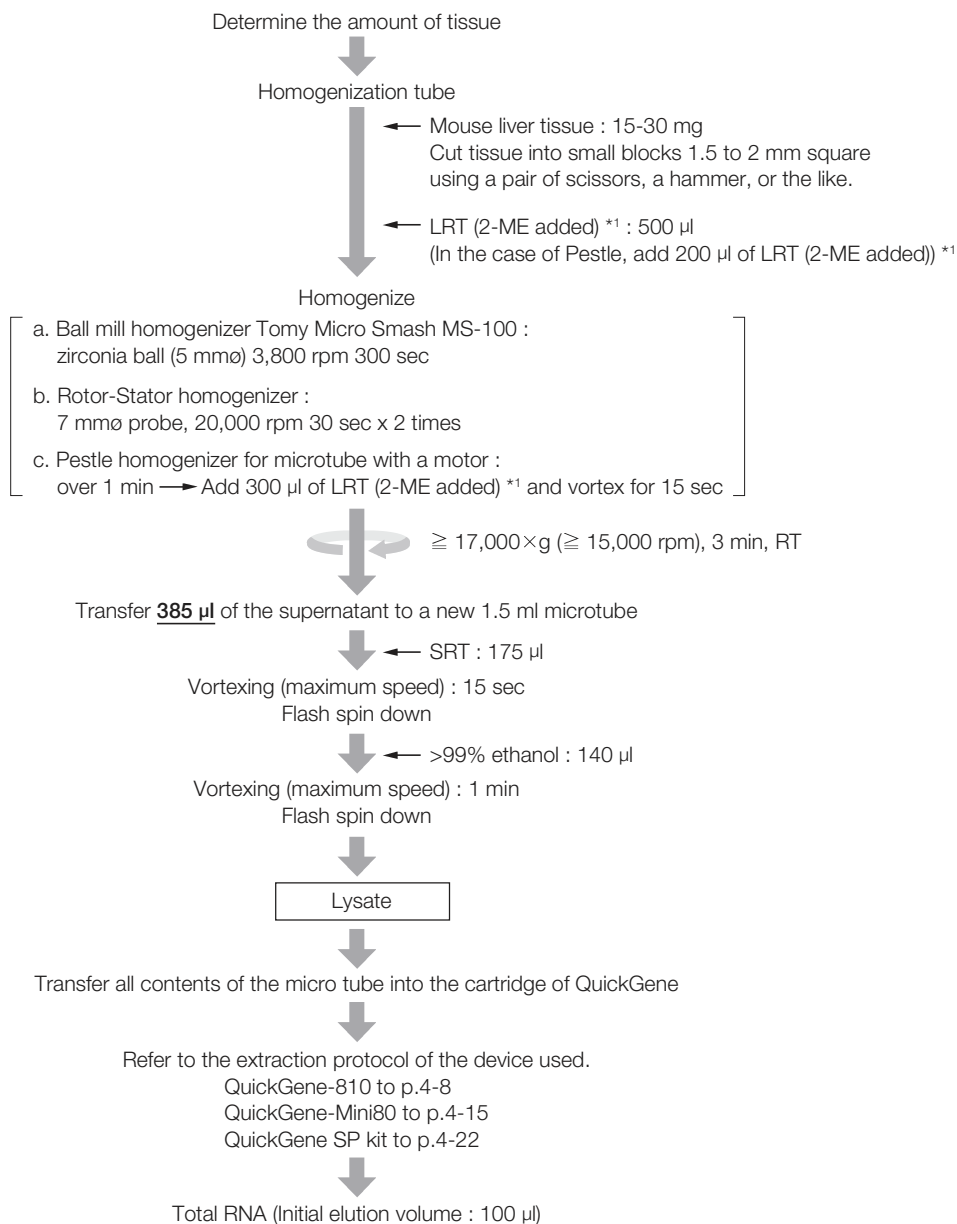 Determine the amount of tissue
Homogenization tube
Mouse liver tissue : 15-30 mg
Cut tissue into small blocks 1.5 to 2 mm square
using a pair of scissors, a hammer, or the like.
LRT (2-ME added) *1 : 500 µl
(In the case of Pestle, add 200 µl of LRT (2-ME added)) *1
Homogenize
a. Ball mill homogenizer Tomy Micro Smash MS-100 :
zirconia ball (5 mmø) 3,800 rpm 300 sec
b. Rotor-Stator homogenizer :
7 mmø probe, 20,000 rpm 30 sec x 2 times
c. Pestle homogenizer for microtube with a motor :
over 1 min → Add 300 µl of LRT (2-ME added) *1 and vortex for 15 sec
≧ 17,000×g (≧ 15,000 rpm), 3 min, RT
Transfer 385 µl of the supernatant to a new 1.5 ml microtube
SRT : 175 µl
Vortexing (maximum speed) : 15 sec
Flash spin down
>99% ethanol : 140 µl
Vortexing (maximum speed) : 1 min
Flash spin down
Lysate
Transfer all contents of the micro tube into the cartridge of QuickGene
Refer to the extraction protocol of the device used.
QuickGene-810 to p.4-8
QuickGene-Mini80 to p.4-15
QuickGene SP kit to p.4-22
Total RNA (Initial elution volume : 100 µl)